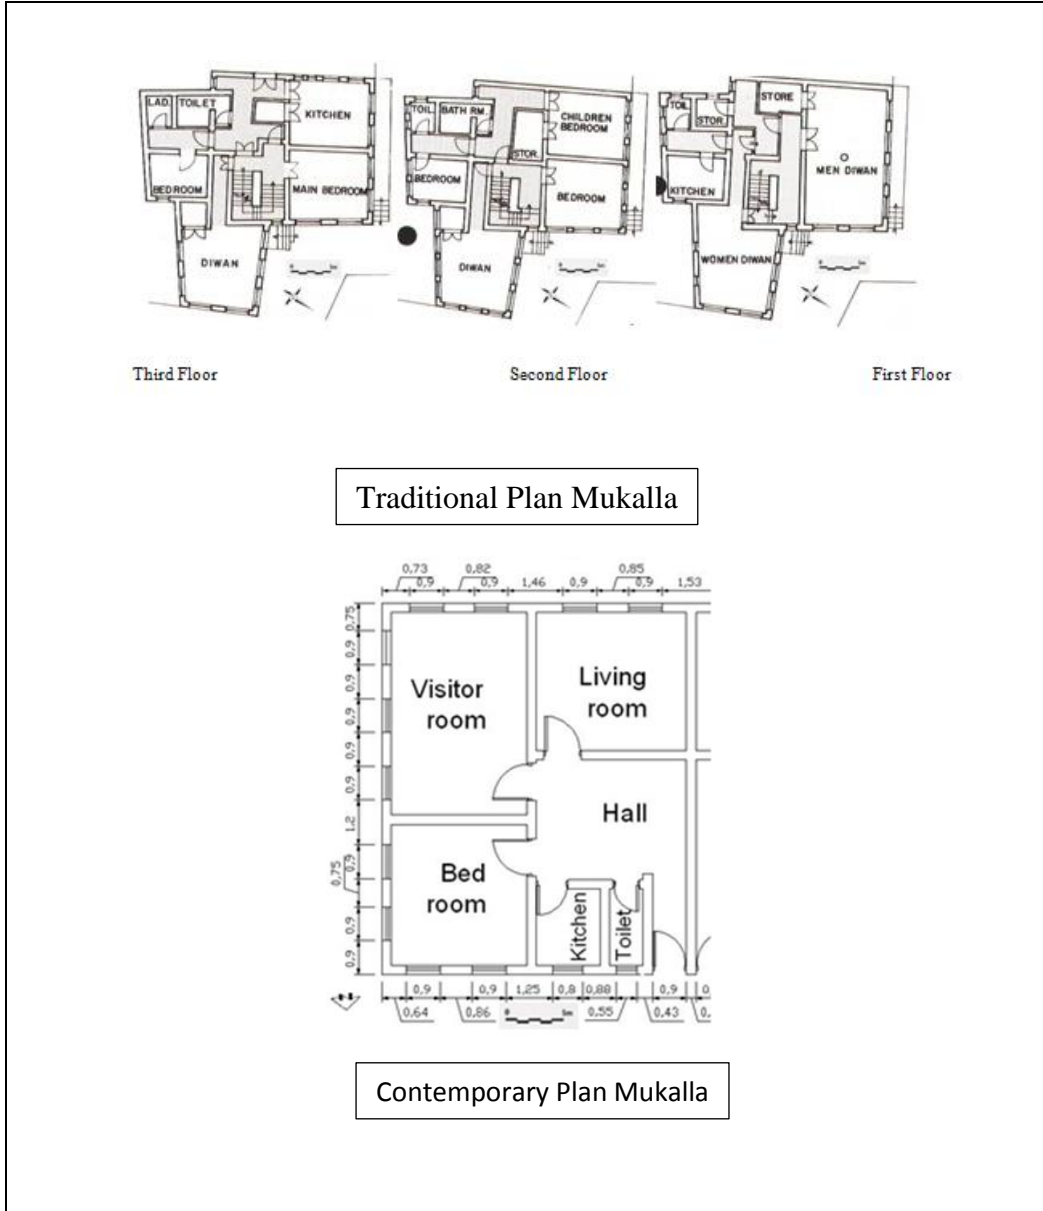 LAD.
TOILET
KITCHEN
BEDROOM
MAIN BEDROOM
DIWAN
TOIL.
BATH RM.
CHILDREN
BEDROOM
STOR.
BEDROOM
BEDROOM
DIWAN
TOIL
STOR.
STORE
MEN DIWAN
KITCHEN
WOMEN DIWAN
Third Floor
Second Floor
First Floor
Traditional Plan Mukalla
0,73 0,82 0,85
0,9 0,9 1,46 0,9 0,9 1,53
0,75
0,9
0,9
0,9
0,9
0,9
1,2
0,9
0,75
0,9
0,9
Visitor
room
Living
room
Hall
Bed
room
Kitchen
Toilet
0,9 0,9 1,25 0,8 0,88 0,9
0,64 0,86 0,55 0,43
Contemporary Plan Mukalla